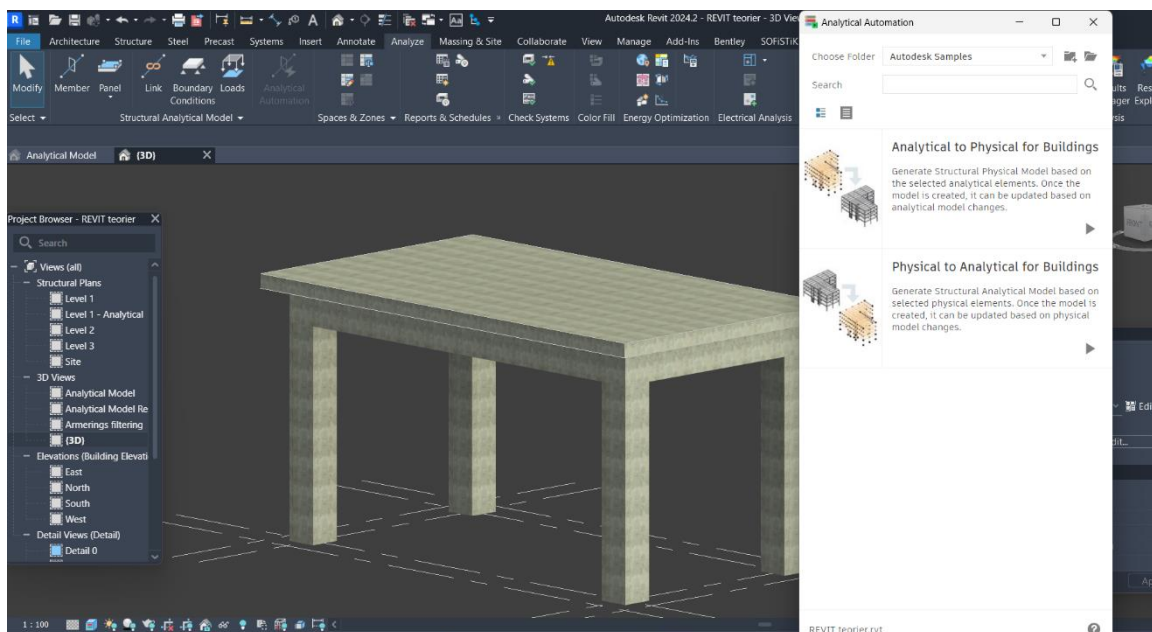 Autodesk Revit 2024.2 - REVIT teorier - 3D Vie
File Architecture Structure Steel Precast Systems Insert Annotate Analyze Massing & Site Collaborate View Manage Add-Ins Bentley SOFiSTiK
Modify Member Panel Link Boundary Conditions Loads Analytical Automation
Select Structural Analytical Model Spaces & Zones Reports & Schedules Check Systems Color Fill Energy Optimization Electrical Analysis
Analytical Model (3D)
Project Browser - REVIT teorier
Search
Views (all)
Structural Plans
Level 1
Level 1 - Analytical
Level 2
Level 3
Site
3D Views
Analytical Model
Analytical Model Re
Armerings filtering
(3D)
Elevations (Building Elevati
East
North
South
West
Detail Views (Detail)
Detail 0
1 : 100
Analytical Automation
Choose Folder Autodesk Samples
Search
Analytical to Physical for Buildings
Generate Structural Physical Model based on
the selected analytical elements. Once the
model is created, it can be updated based on
analytical model changes.
Physical to Analytical for Buildings
Generate Structural Analytical Model based on
selected physical elements. Once the model is
created, it can be updated based on physical
model changes.
REVIT teorier.rvt